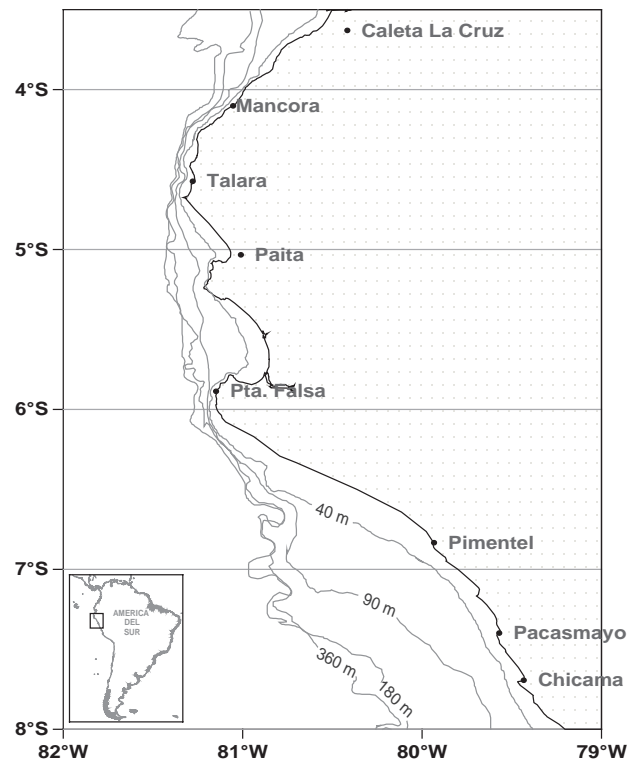 Caleta La Cruz
4°S
Mancora
Talara
5°S
Paita
Pta. Falsa
6°S
40 m
Pimentel
7°S
90 m
AMERICA
DEL
SUR
Pacasmayo
360 m
180 m
Chicama
8°S
82°W
81°W
80°W
79°W